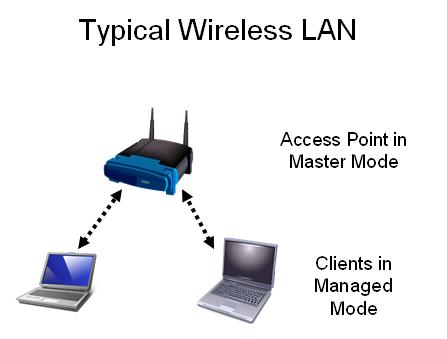 Typical Wireless LAN
Access Point in
Master Mode
Clients in
Managed
Mode